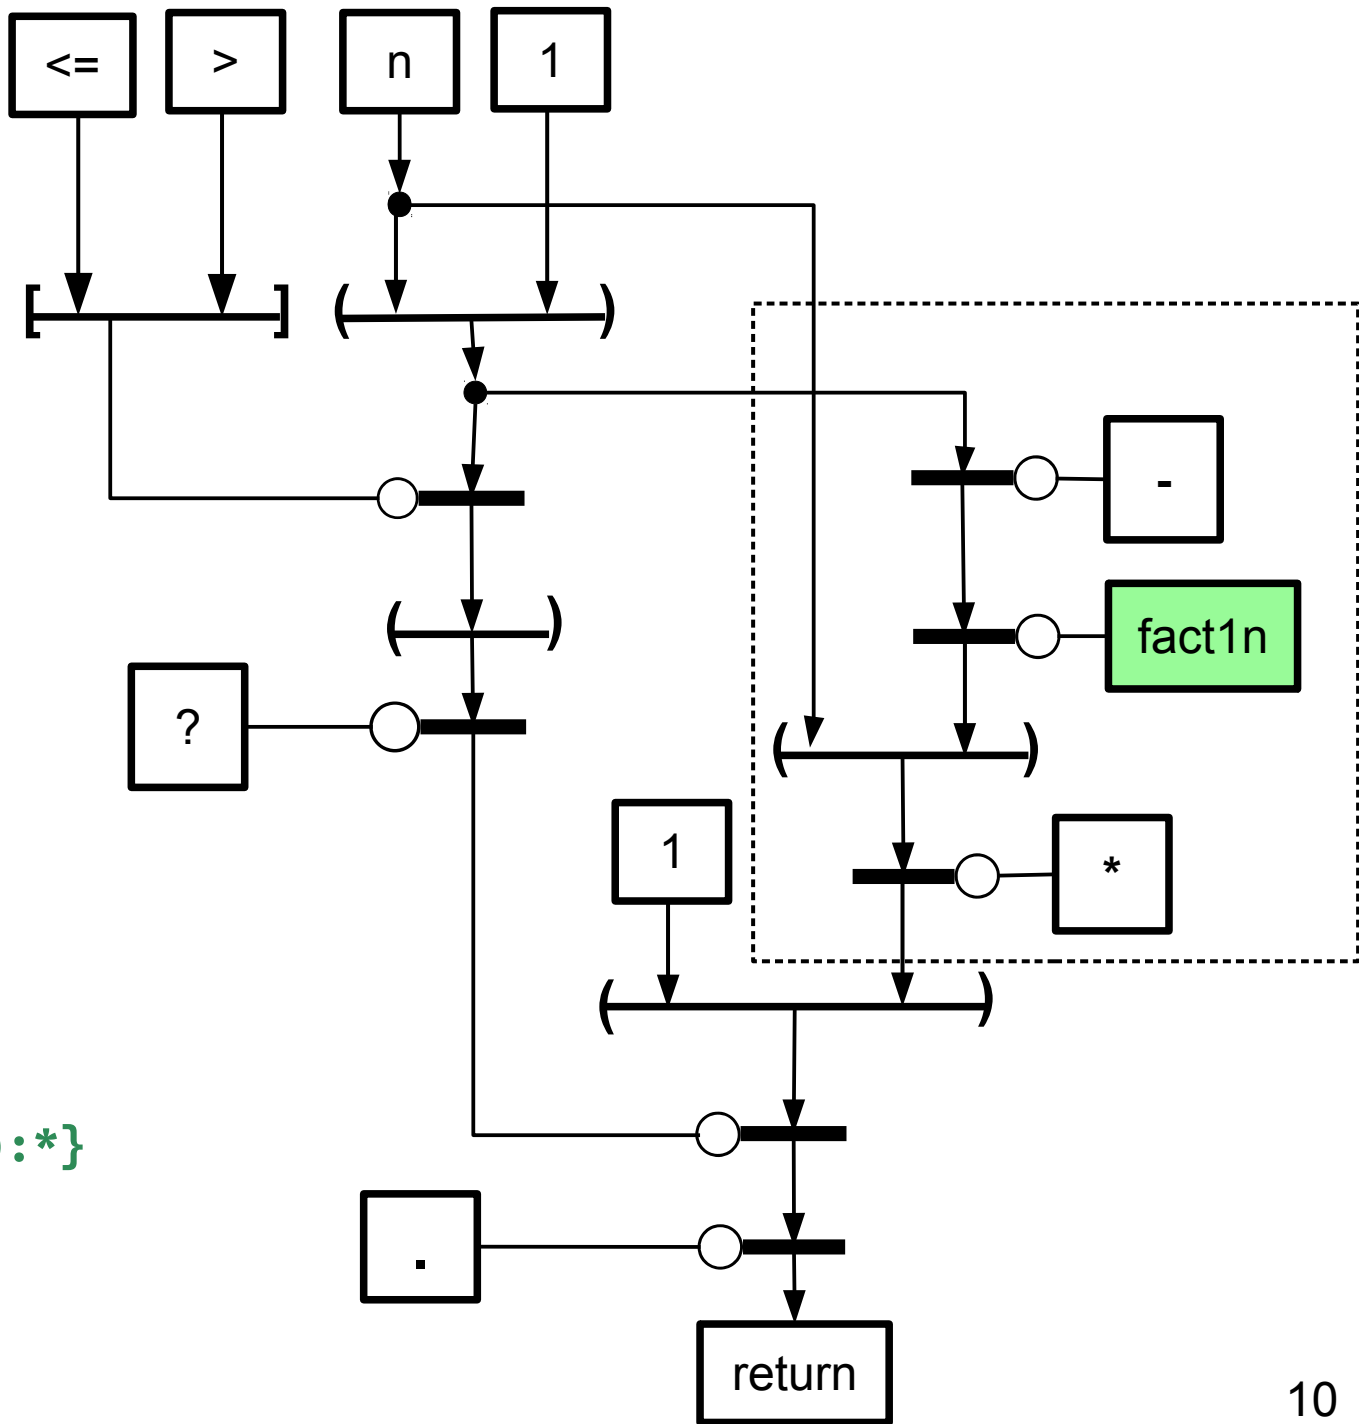 <= > n 1
[ ] ( )
-
( )
fact1n
?
( )
1
*
( )
:*}
.
return
10